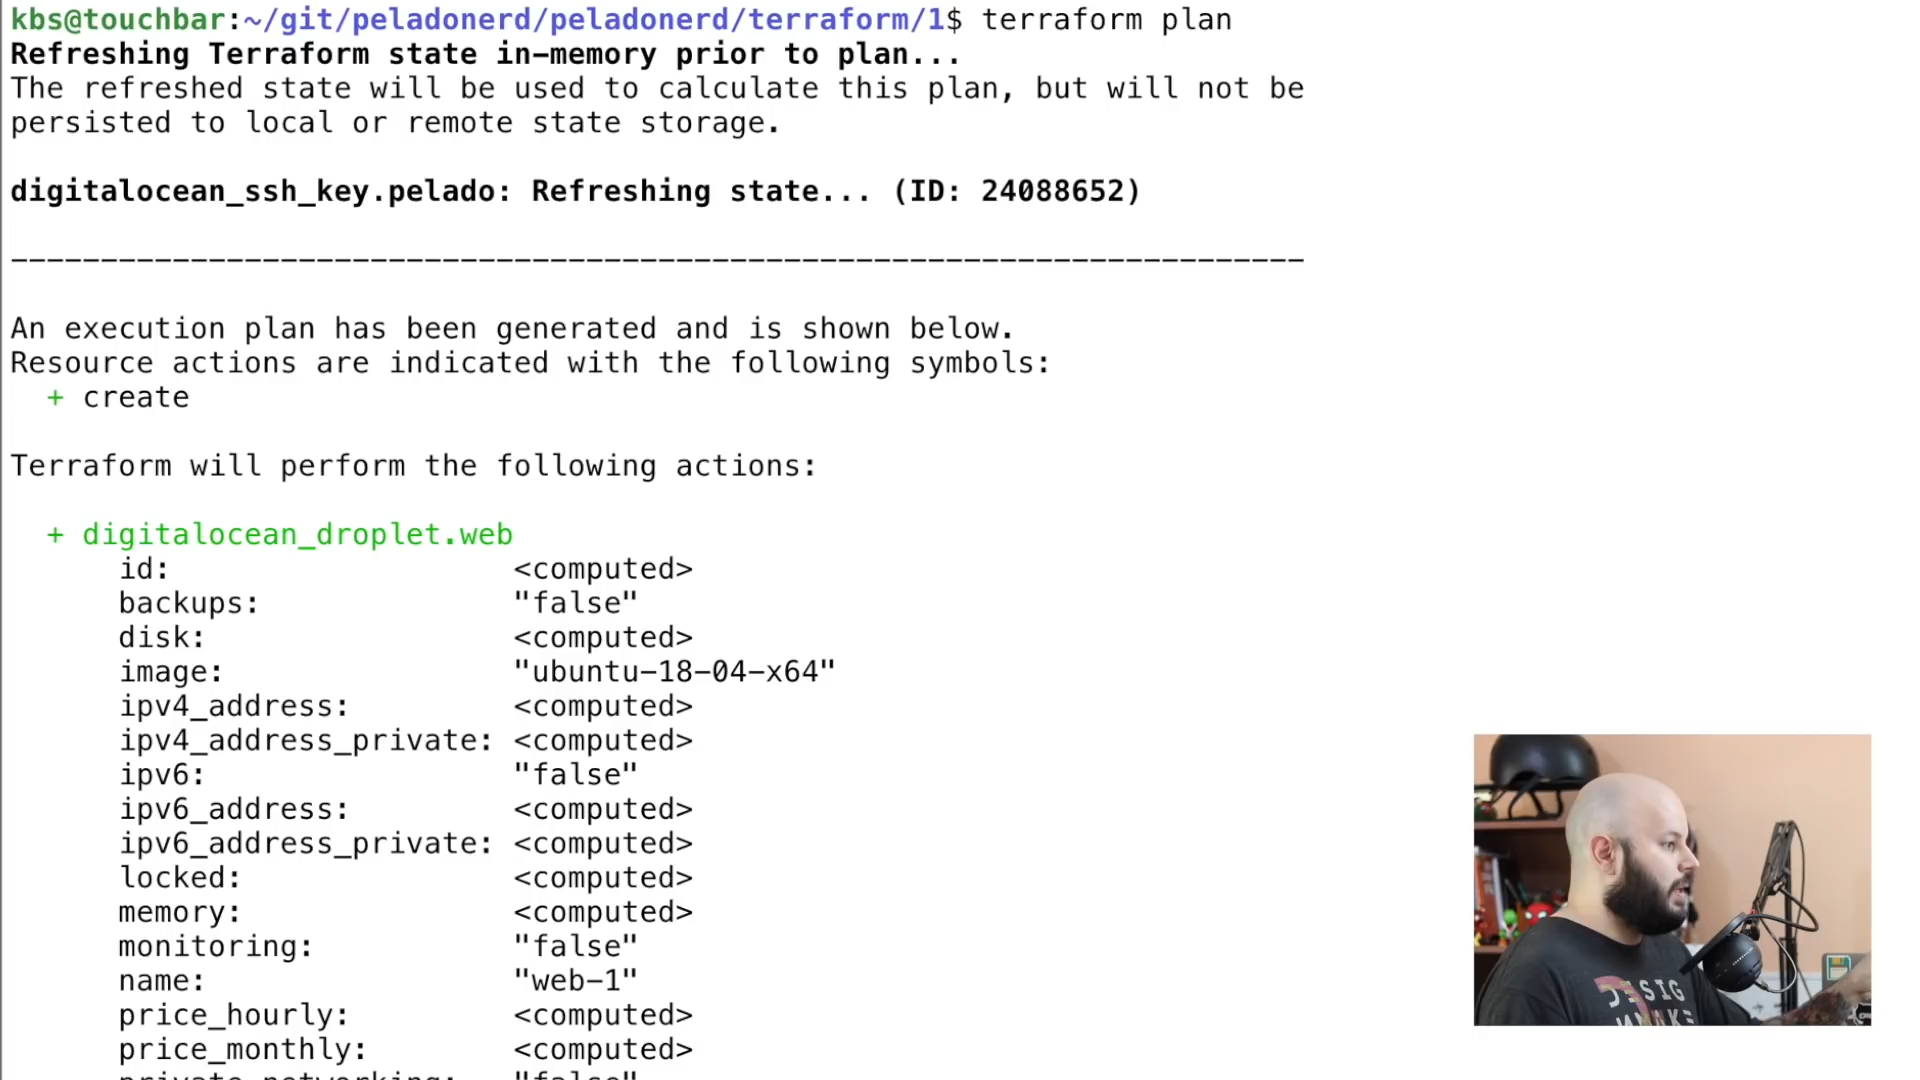 kbs@touchbar:~/git/peladonerd/peladonerd/terraform/1$ terraform plan
Refreshing Terraform state in-memory prior to plan...
The refreshed state will be used to calculate this plan, but will not be
persisted to local or remote state storage.
digitalocean_ssh_key.pelado: Refreshing state... (ID: 24088652)
------------------------------------------------------------------------
An execution plan has been generated and is shown below.
Resource actions are indicated with the following symbols:
+ create
Terraform will perform the following actions:
+ digitalocean_droplet.web
id: <computed>
backups: "false"
disk: <computed>
image: "ubuntu-18-04-x64"
ipv4_address: <computed>
ipv4_address_private: <computed>
ipv6: "false"
ipv6_address: <computed>
ipv6_address_private: <computed>
locked: <computed>
memory: <computed>
monitoring: "false"
name: "web-1"
price_hourly: <computed>
price_monthly: <computed>
private_networking: "false"